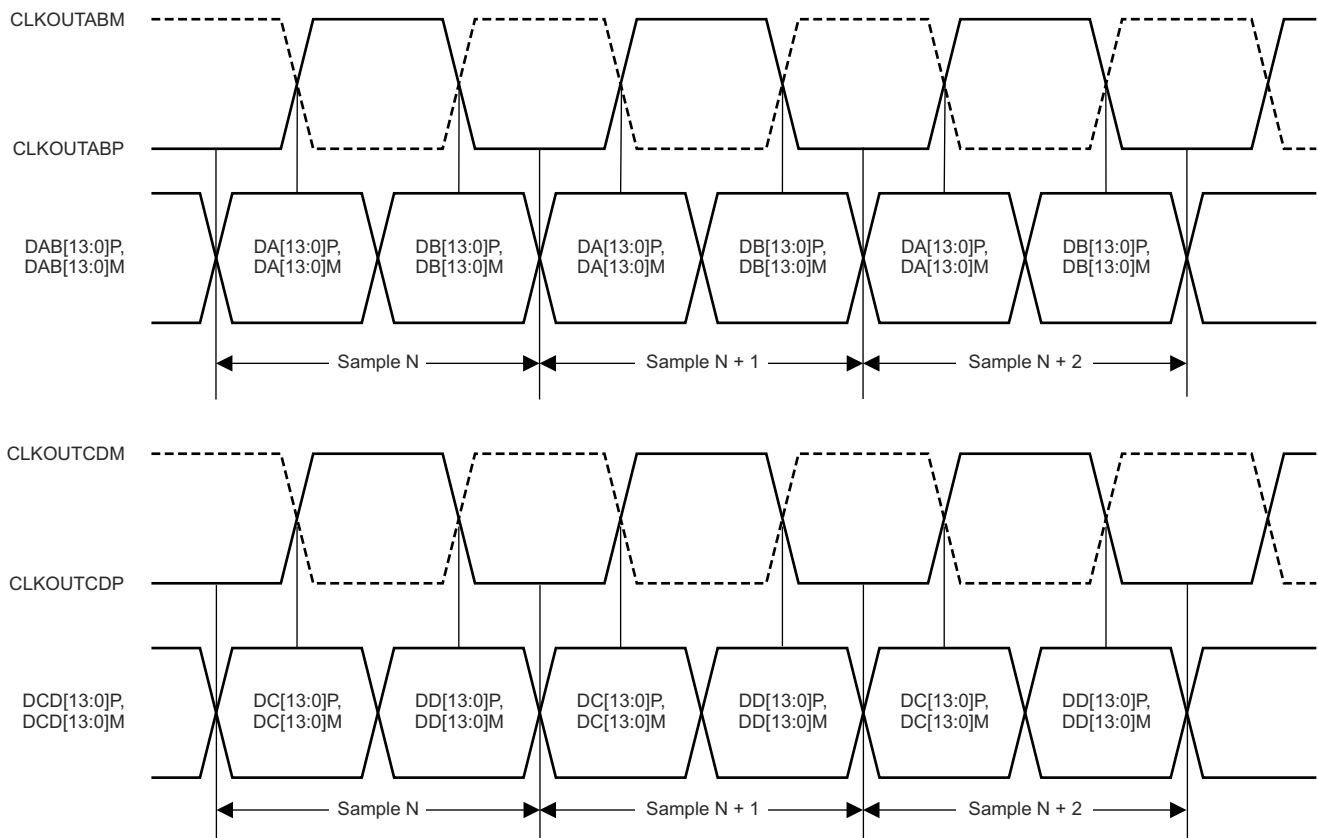 CLKOUTABM
CLKOUTABP
DAB[13:0]P,
DAB[13:0]M
DA[13:0]P,
DA[13:0]M
DB[13:0]P,
DB[13:0]M
DA[13:0]P,
DA[13:0]M
DB[13:0]P,
DB[13:0]M
DA[13:0]P,
DA[13:0]M
DB[13:0]P,
DB[13:0]M
Sample N
Sample N + 1
Sample N + 2
CLKOUTCDM
CLKOUTCDP
DCD[13:0]P,
DCD[13:0]M
DC[13:0]P,
DC[13:0]M
DD[13:0]P,
DD[13:0]M
DC[13:0]P,
DC[13:0]M
DD[13:0]P,
DD[13:0]M
DC[13:0]P,
DC[13:0]M
DD[13:0]P,
DD[13:0]M
Sample N
Sample N + 1
Sample N + 2